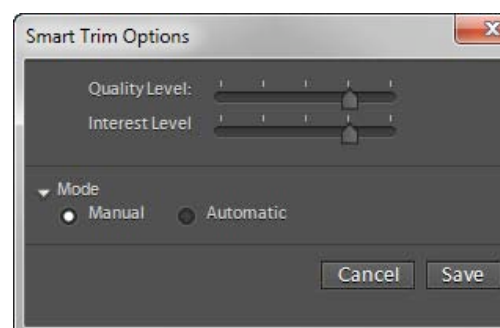 Smart Trim Options
Quality Level:
Interest Level
Mode
Manual Automatic
Cancel Save